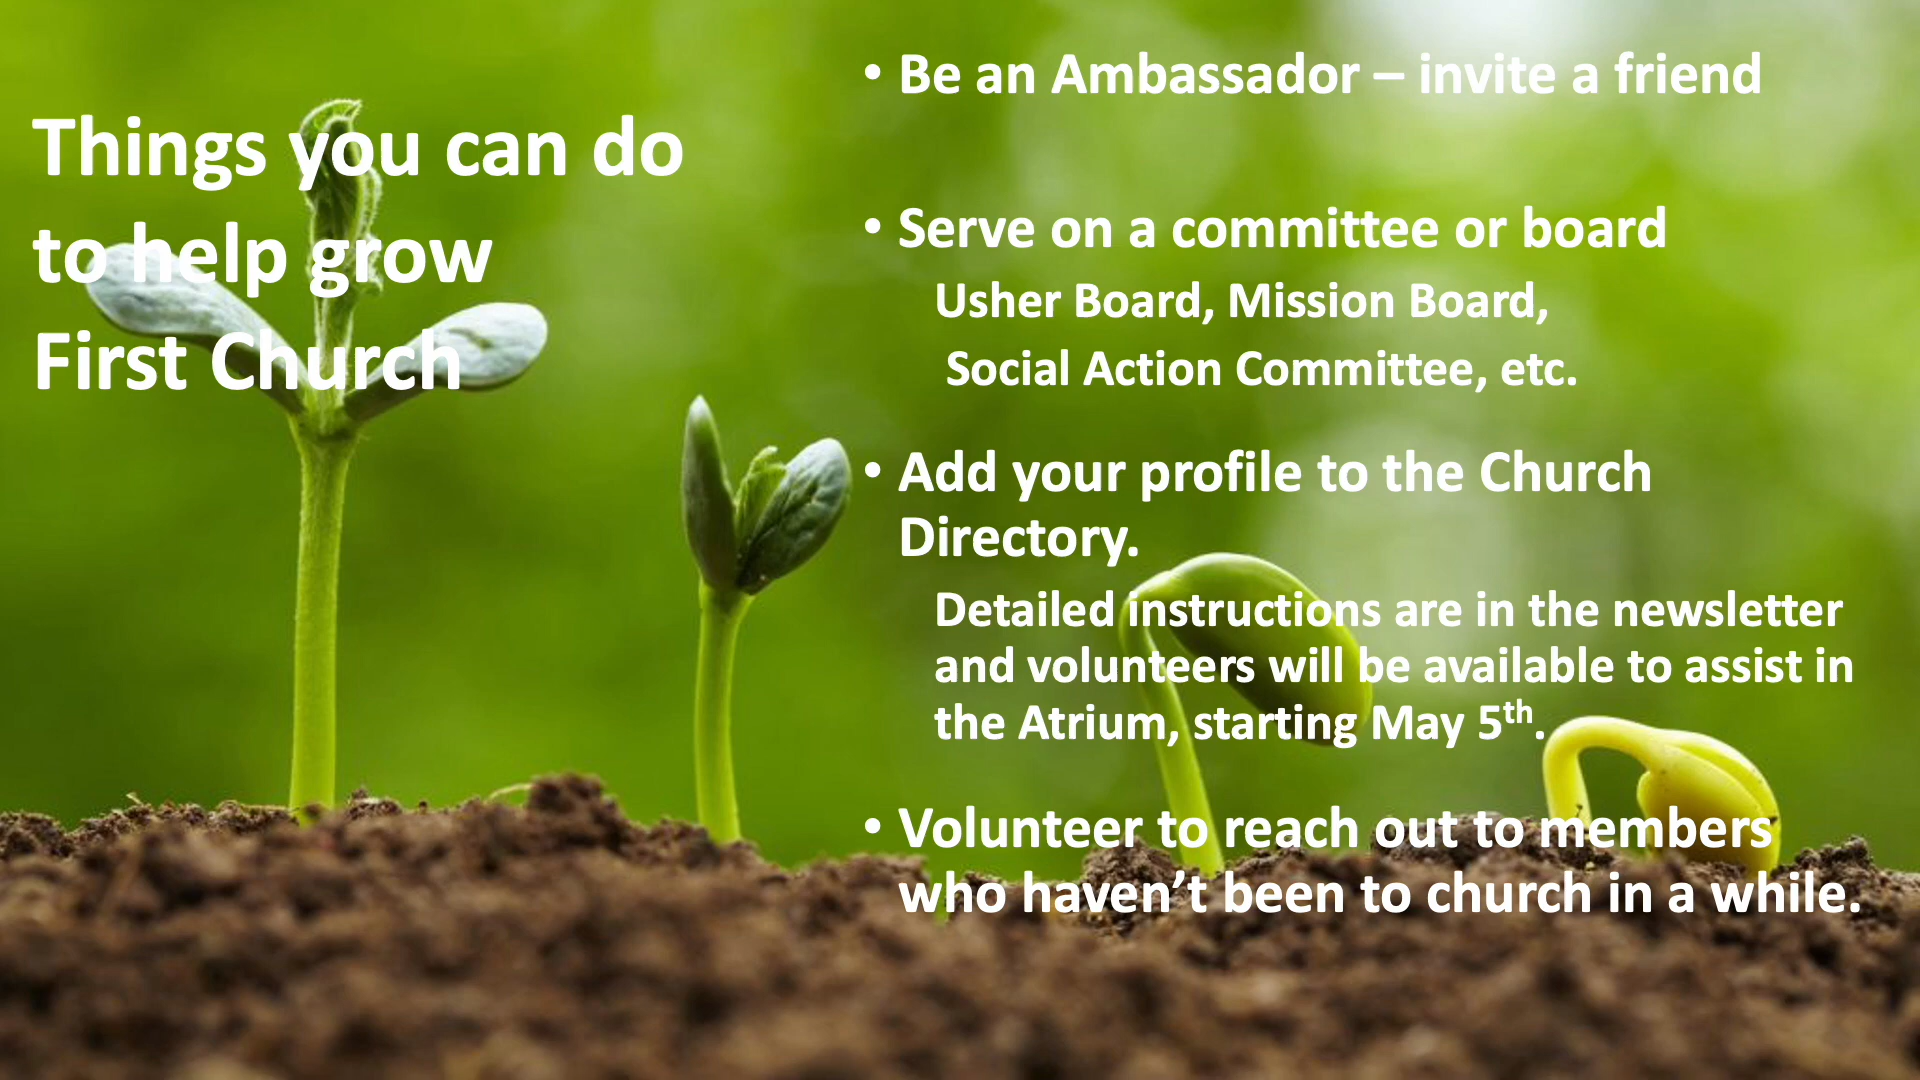 Things you can do
to help grow
First Church
• Be an Ambassador – invite a friend
• Serve on a committee or board
Usher Board, Mission Board,
Social Action Committee, etc.
• Add your profile to the Church
Directory.
Detailed instructions are in the newsletter
and volunteers will be available to assist in
the Atrium, starting May 5th.
• Volunteer to reach out to members
who haven’t been to church in a while.